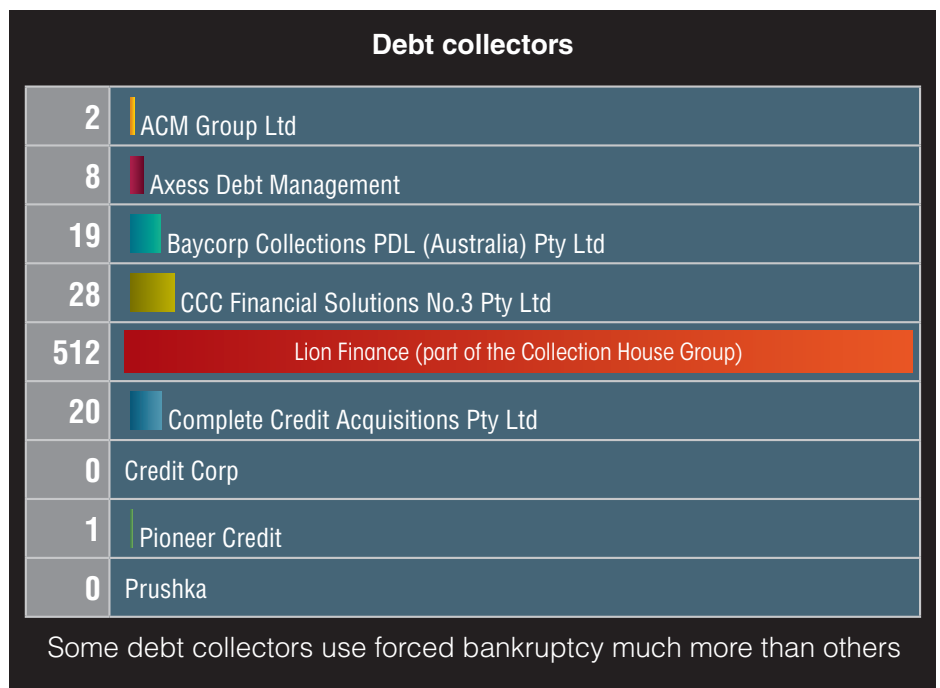 Debt collectors
2 ACM Group Ltd
8 Axess Debt Management
19 Baycorp Collections PDL (Australia) Pty Ltd
28 CCC Financial Solutions No.3 Pty Ltd
512 Lion Finance (part of the Collection House Group)
20 Complete Credit Acquisitions Pty Ltd
0 Credit Corp
1 Pioneer Credit
0 Prushka
Some debt collectors use forced bankruptcy much more than others